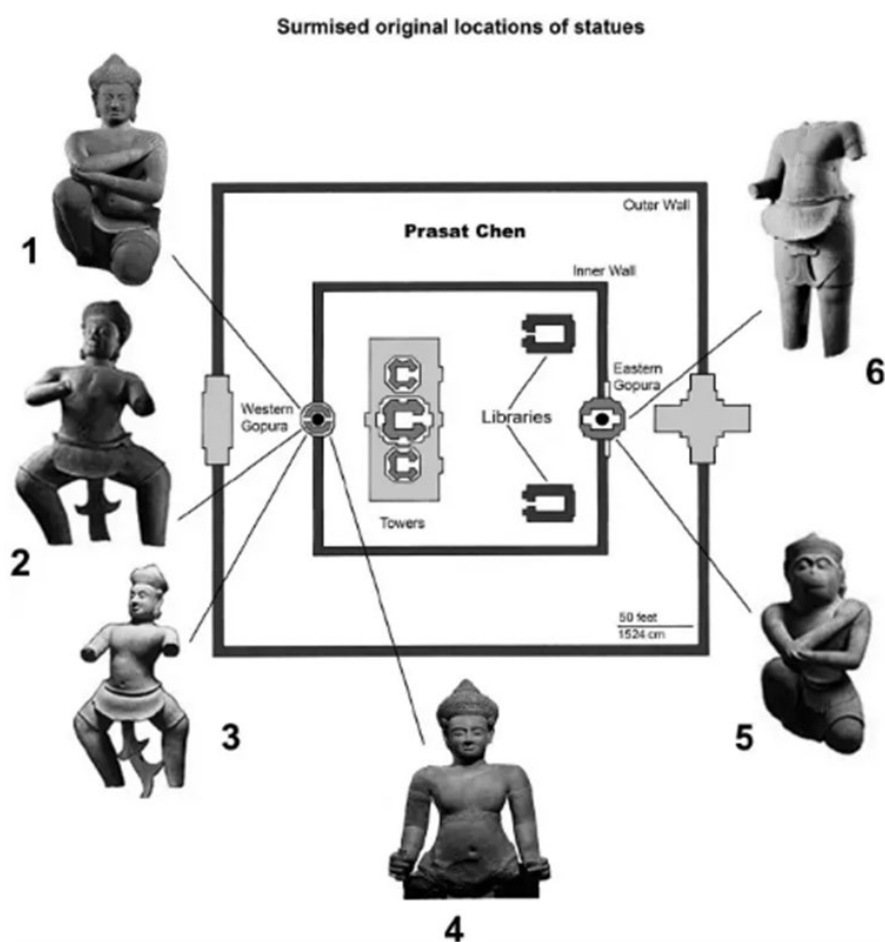 Surmised original locations of statues
1
Outer Wall
6
Prasat Chen
Inner Wall
Western
Gopura
Libraries
Eastern
Gopura
2
Towers
50 feet
1524 cm
3
5
4